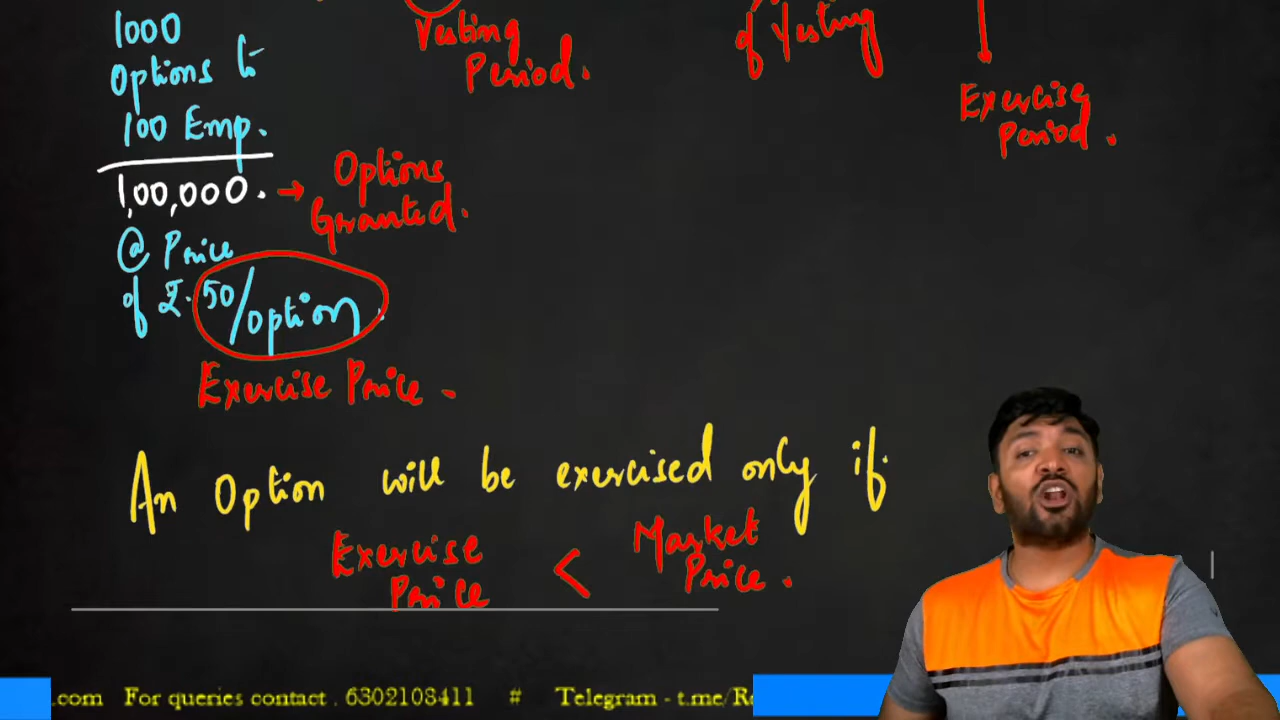 1000
Options to
100 Emp.
1,00,000. → Options
Granted.
@ Price
of ₹. 50/option.
Exercise Price.
Vesting
Period.
of Vesting
Exercise
Period.
An Option will be exercised only if:
Exercise
Price < Market
Price.
.com For queries contact . 6302108411 # Telegram - t.me/R